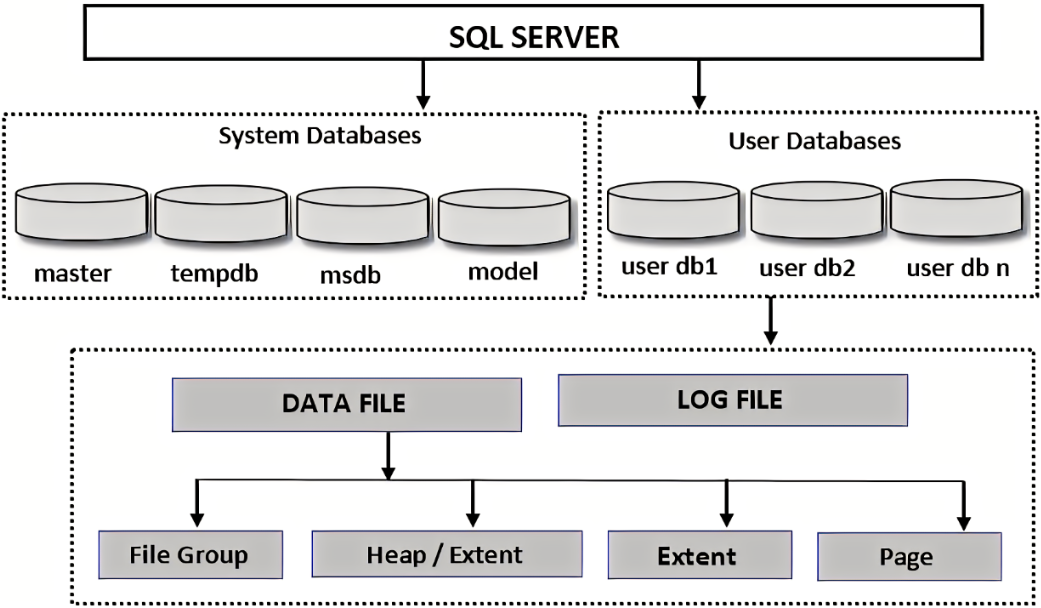 SQL SERVER
System Databases
master
tempdb
msdb
model
User Databases
user db1
user db2
user db n
DATA FILE
LOG FILE
File Group
Heap / Extent
Extent
Page